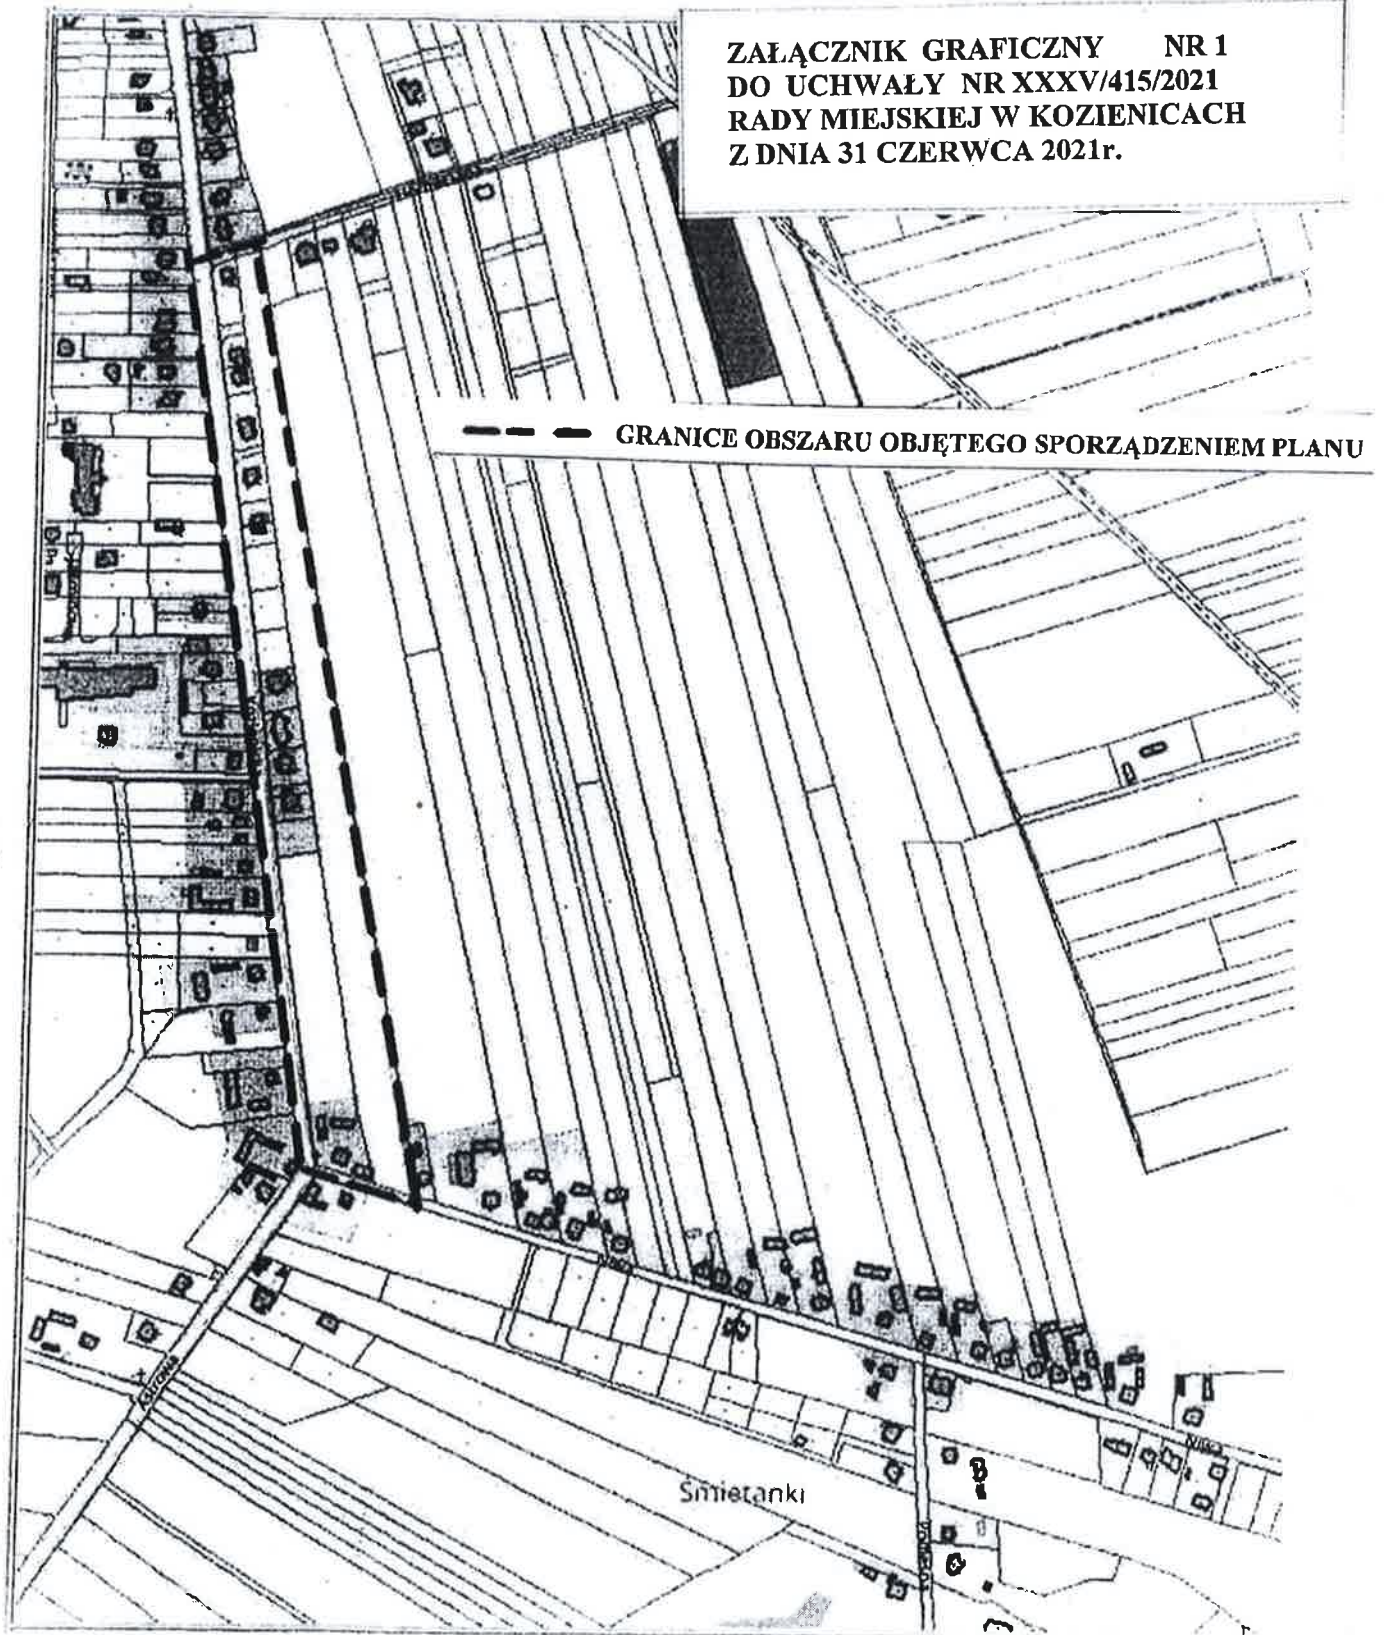 ZAŁĄCZNIK GRAFICZNY NR 1
DO UCHWAŁY NR XXXV/415/2021
RADY MIEJSKIEJ W KOZIENICACH
Z DNIA 31 CZERWCA 2021r.
GRANICE OBSZARU OBJĘTEGO SPORZĄDZENIEM PLANU
Śmietanki